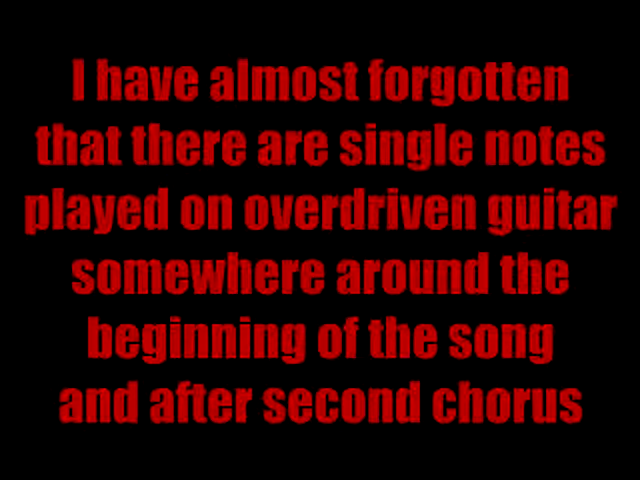 I have almost forgotten
that there are single notes
played on overdriven guitar
somewhere around the
beginning of the song
and after second chorus